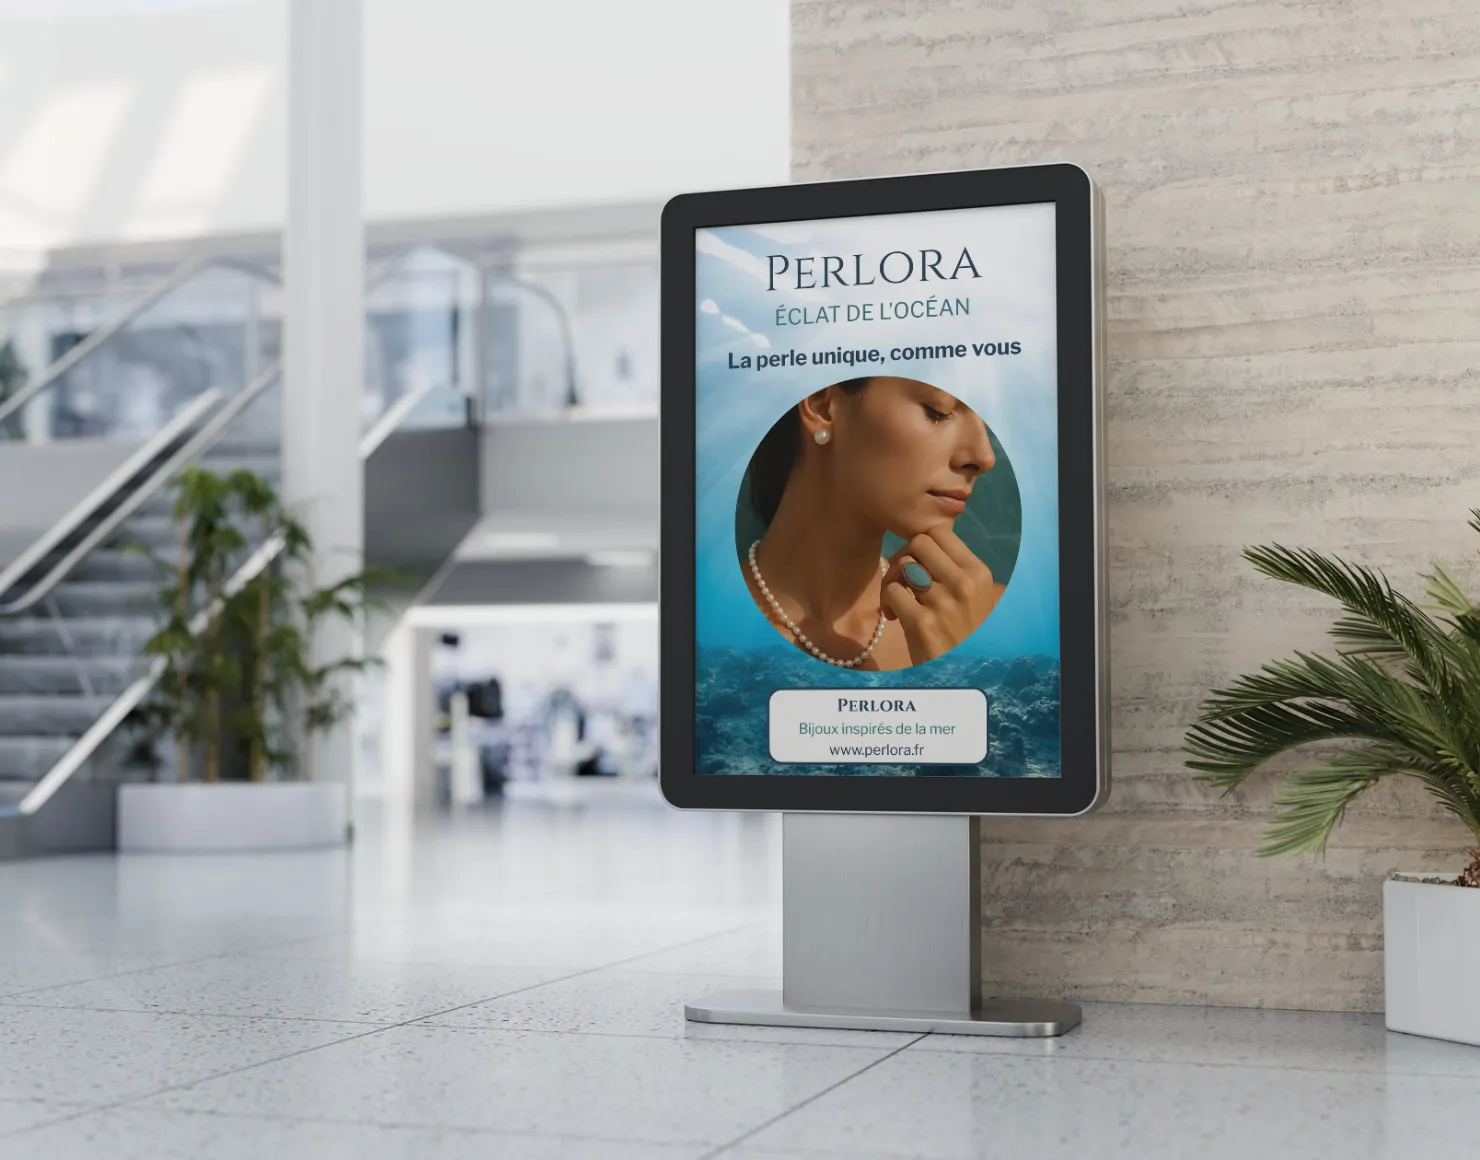 PERLORA
ÉCLAT DE L'OCÉAN
La perle unique, comme vous
PERLORA
Bijoux inspirés de la mer
www.perlora.fr